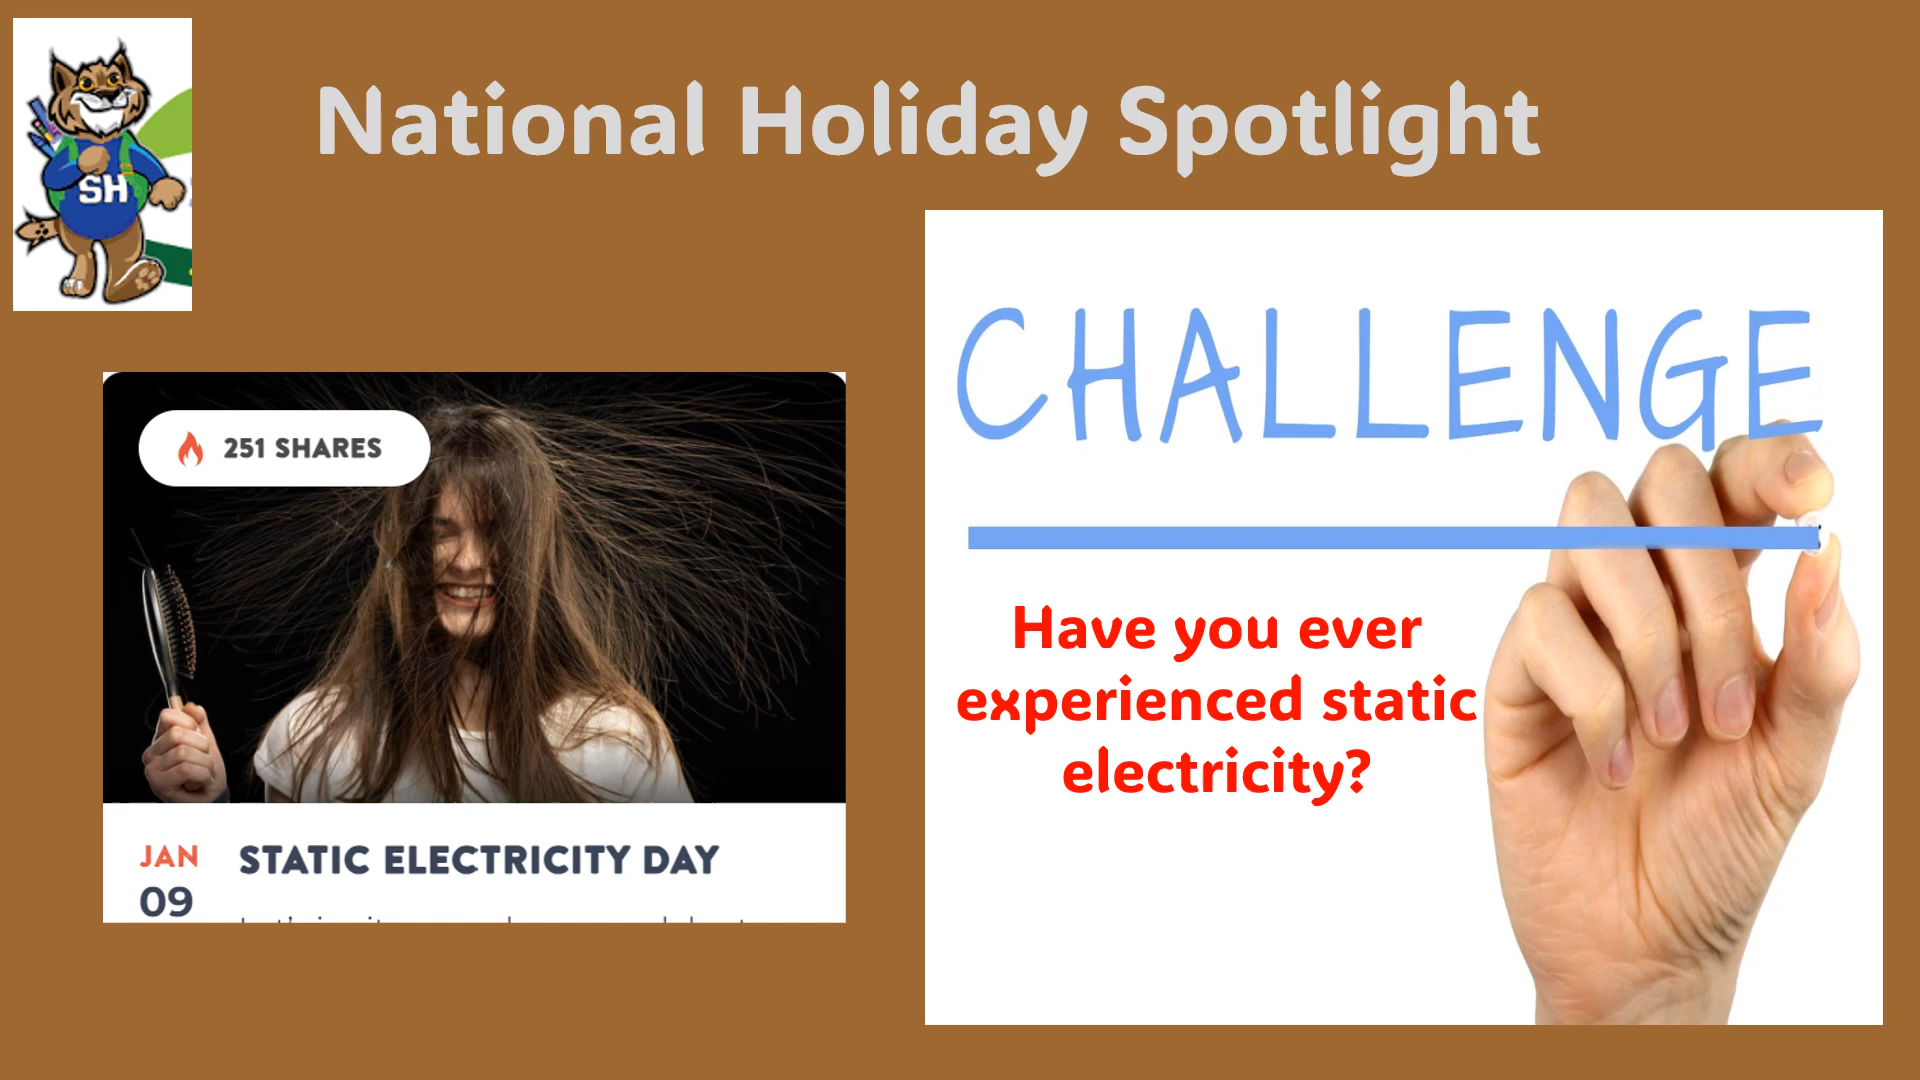 National Holiday Spotlight
SH
251 SHARES
JAN
09
STATIC ELECTRICITY DAY
CHALLENGE
Have you ever
experienced static
electricity?